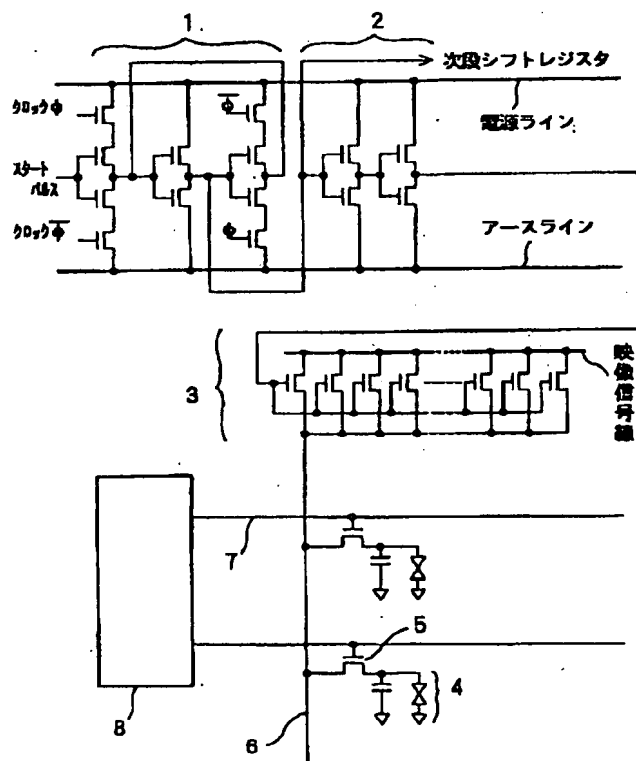 1
2
次段シフトレジスタ
クロックΦ
Φ̅
電源ライン
スタート
パルス
クロックΦ̅
Φ
アースライン
3
映像信号線
7
5
4
8
6